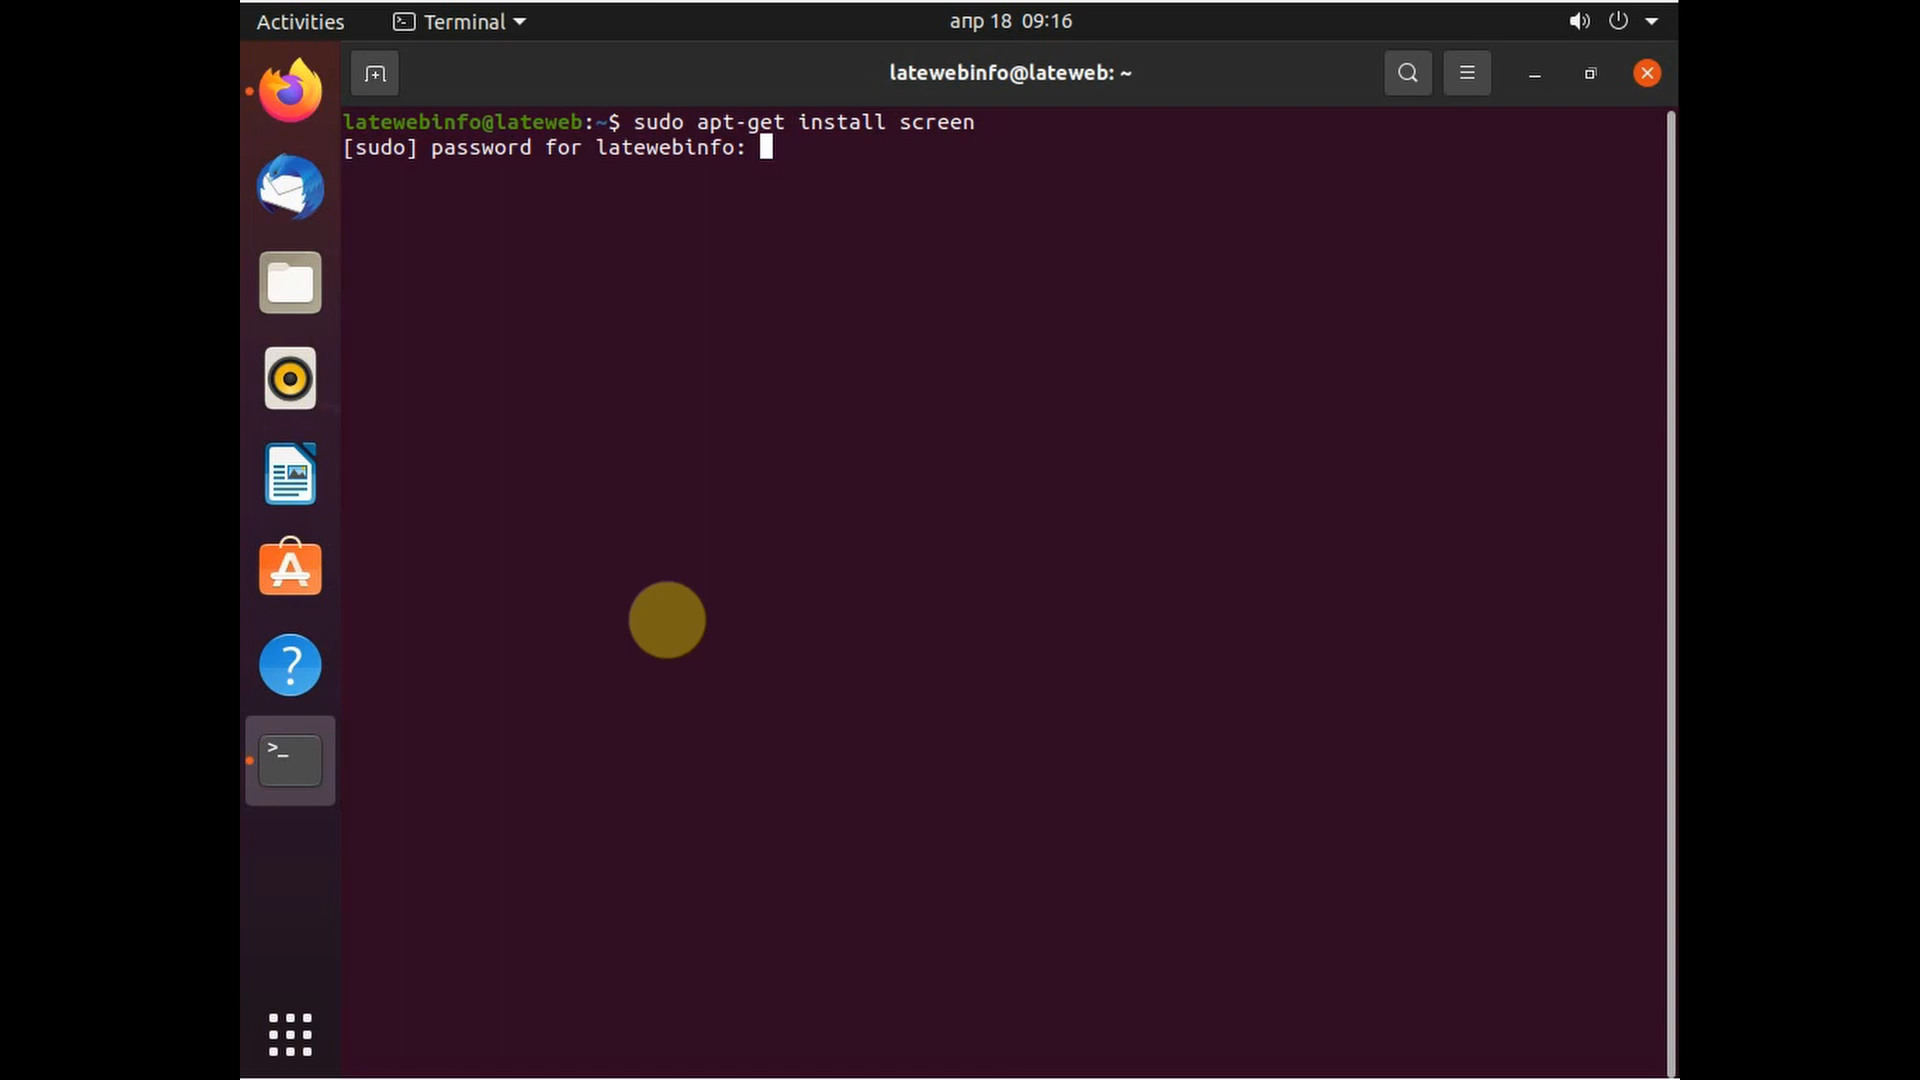 Activities
Terminal
апр 18 09:16
latewebinfo@lateweb: ~
latewebinfo@lateweb:~$ sudo apt-get install screen
[sudo] password for latewebinfo: